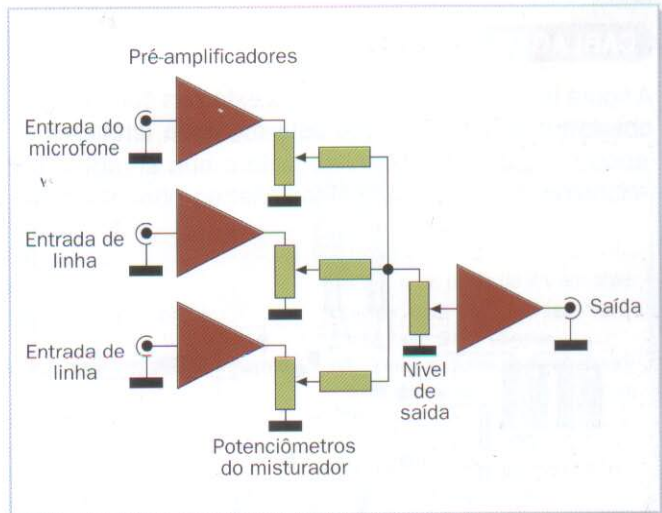 Pré-amplificadores
Entrada do
microfone
Entrada de
linha
Entrada de
linha
Saída
Nível
de
saída
Potenciômetros
do misturador